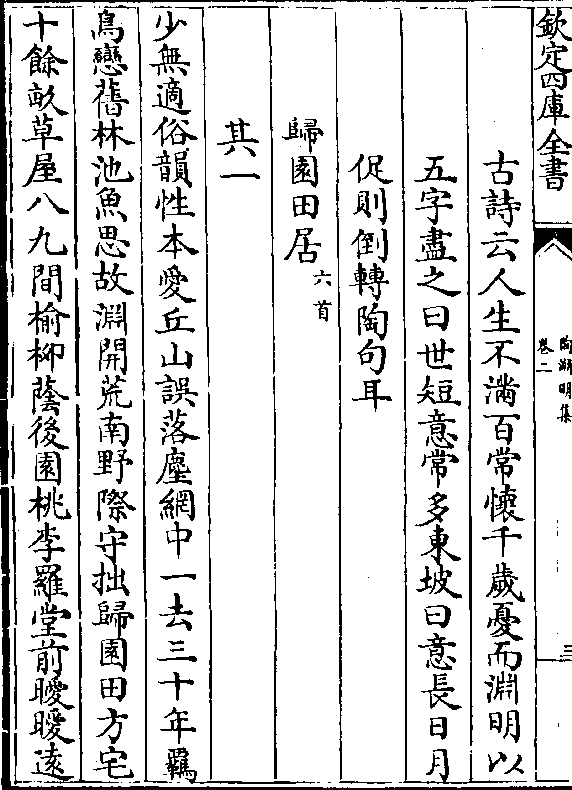 欽定四庫全書
陶淵明集
卷二
三
古詩云人生不滿百常懷千歲憂而淵明以
五字盡之曰世短意常多東坡曰意長日月
促則倒轉陶句耳
歸園田居六首
其一
少無適俗韻性本愛丘山誤落塵網中一去三十年羈
鳥戀舊林池魚思故淵開荒南野際守拙歸園田方宅
十餘畝草屋八九間榆柳蔭後園桃李羅堂前曖曖遠